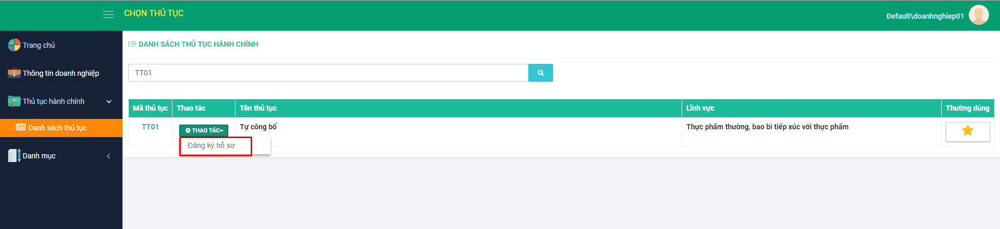 CHỌN THỦ TỤC
Default\doanhnghiep01
Trang chủ
Thông tin doanh nghiệp
Thủ tục hành chính
Danh sách thủ tục
Danh mục
DANH SÁCH THỦ TỤC HÀNH CHÍNH
TT01
Mã thủ tục Thao tác Tên thủ tục Lĩnh vực Thường dùng
TT01 THAO TÁC Tự công bố Thực phẩm thường, bao bì tiếp xúc với thực phẩm
Đăng ký hồ sơ